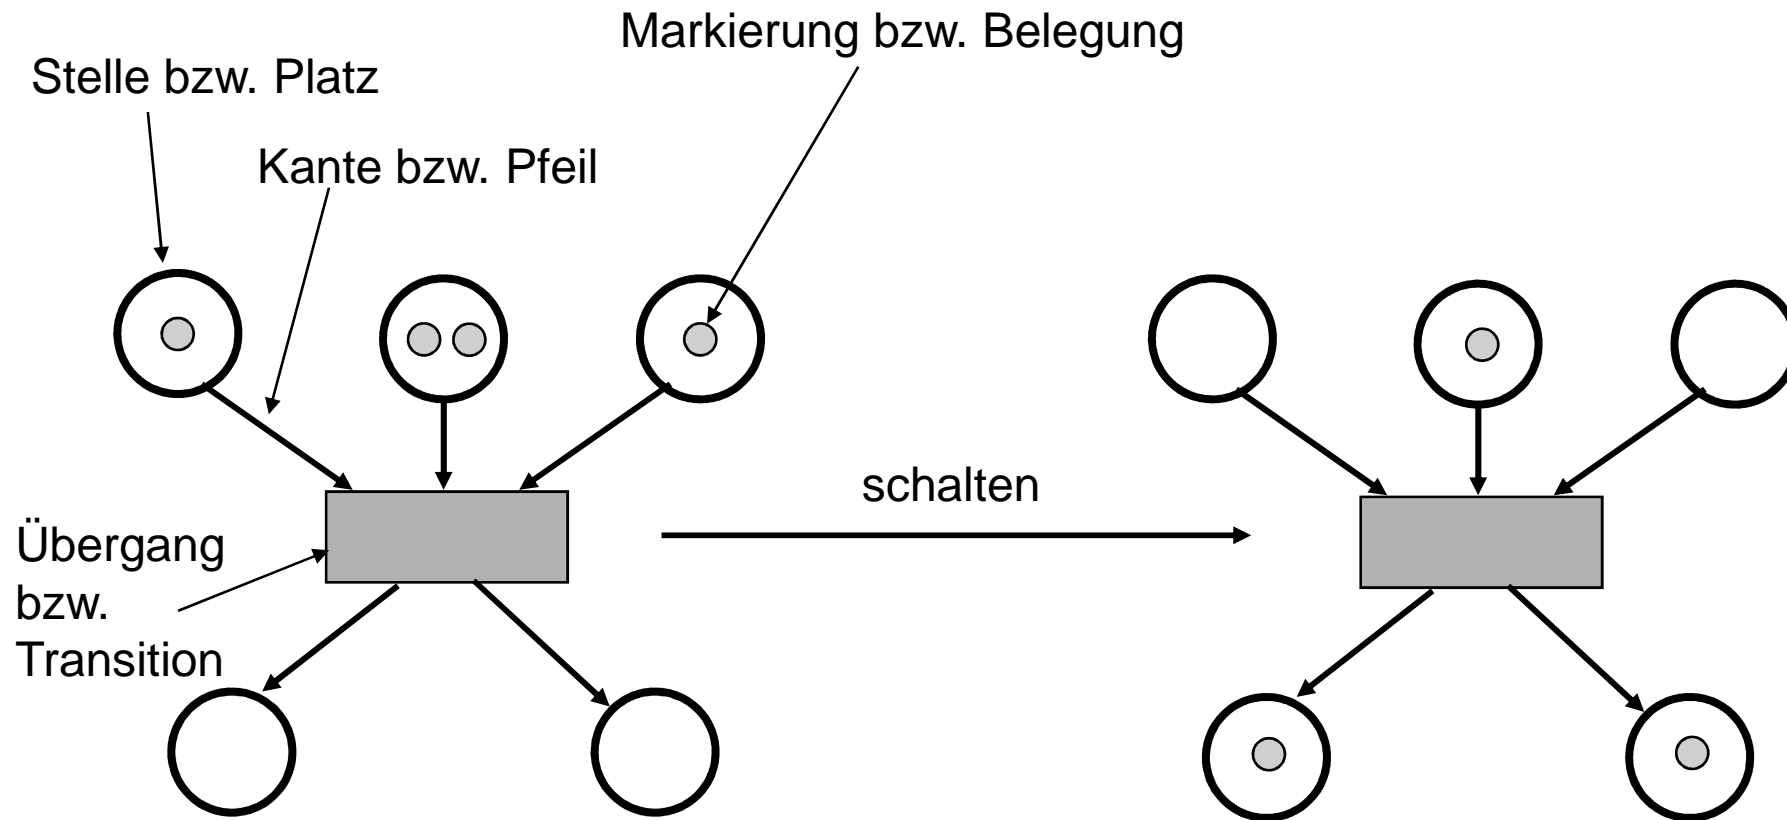 Markierung bzw. Belegung
Stelle bzw. Platz
Kante bzw. Pfeil
schalten
Übergang
bzw.
Transition